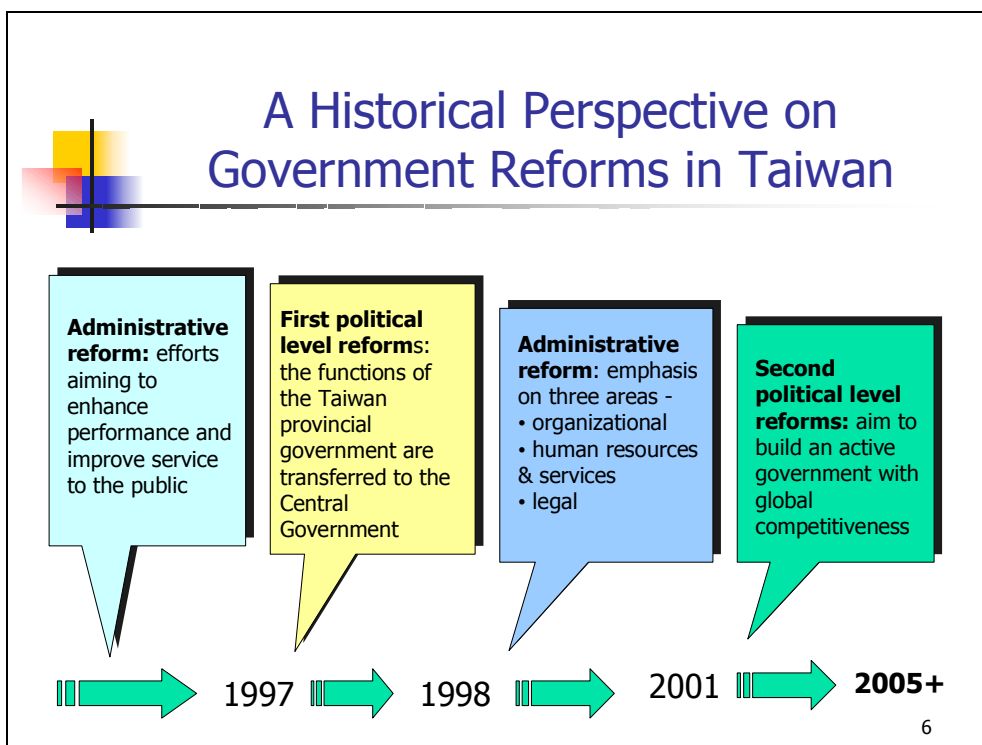 A Historical Perspective on
Government Reforms in Taiwan
Administrative
reform: efforts
aiming to
enhance
performance and
improve service
to the public
First political
level reforms:
the functions of
the Taiwan
provincial
government are
transferred to the
Central
Government
Administrative
reform: emphasis
on three areas -
• organizational
• human resources
& services
• legal
Second
political level
reforms: aim to
build an active
government with
global
competitiveness
1997
1998
2001
2005+
6